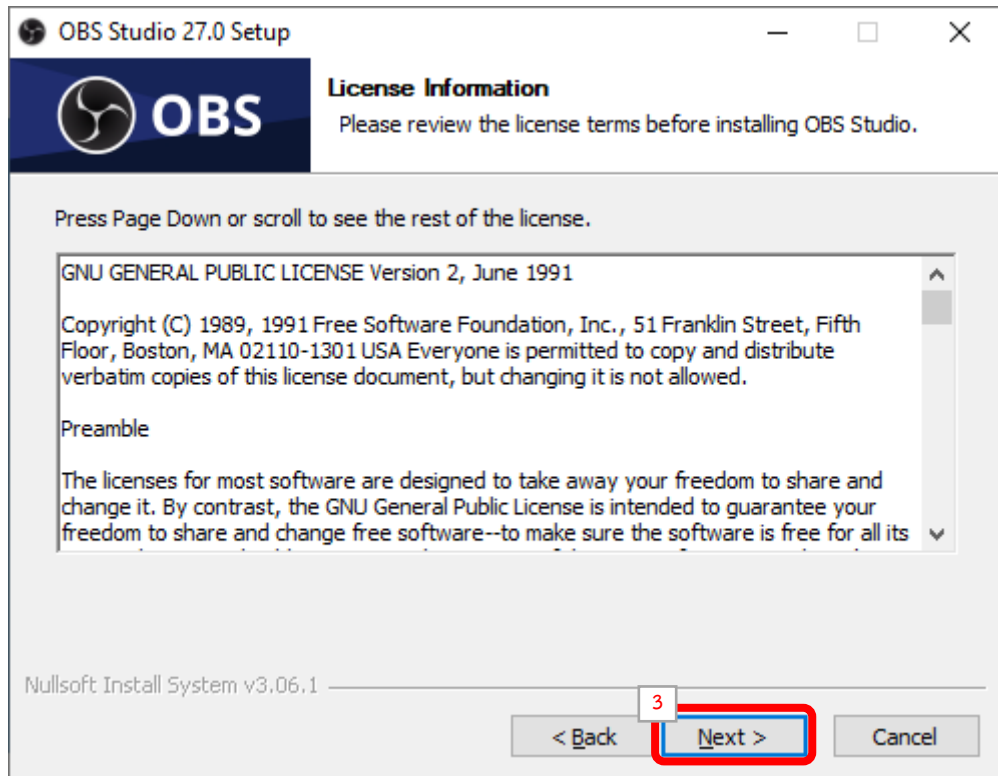 OBS Studio 27.0 Setup
OBS
License Information
Please review the license terms before installing OBS Studio.
Press Page Down or scroll to see the rest of the license.
GNU GENERAL PUBLIC LICENSE Version 2, June 1991
Copyright (C) 1989, 1991 Free Software Foundation, Inc., 51 Franklin Street, Fifth
Floor, Boston, MA 02110-1301 USA Everyone is permitted to copy and distribute
verbatim copies of this license document, but changing it is not allowed.
Preamble
The licenses for most software are designed to take away your freedom to share and
change it. By contrast, the GNU General Public License is intended to guarantee your
freedom to share and change free software--to make sure the software is free for all its
Nullsoft Install System v3.06.1
3
< Back
Next >
Cancel